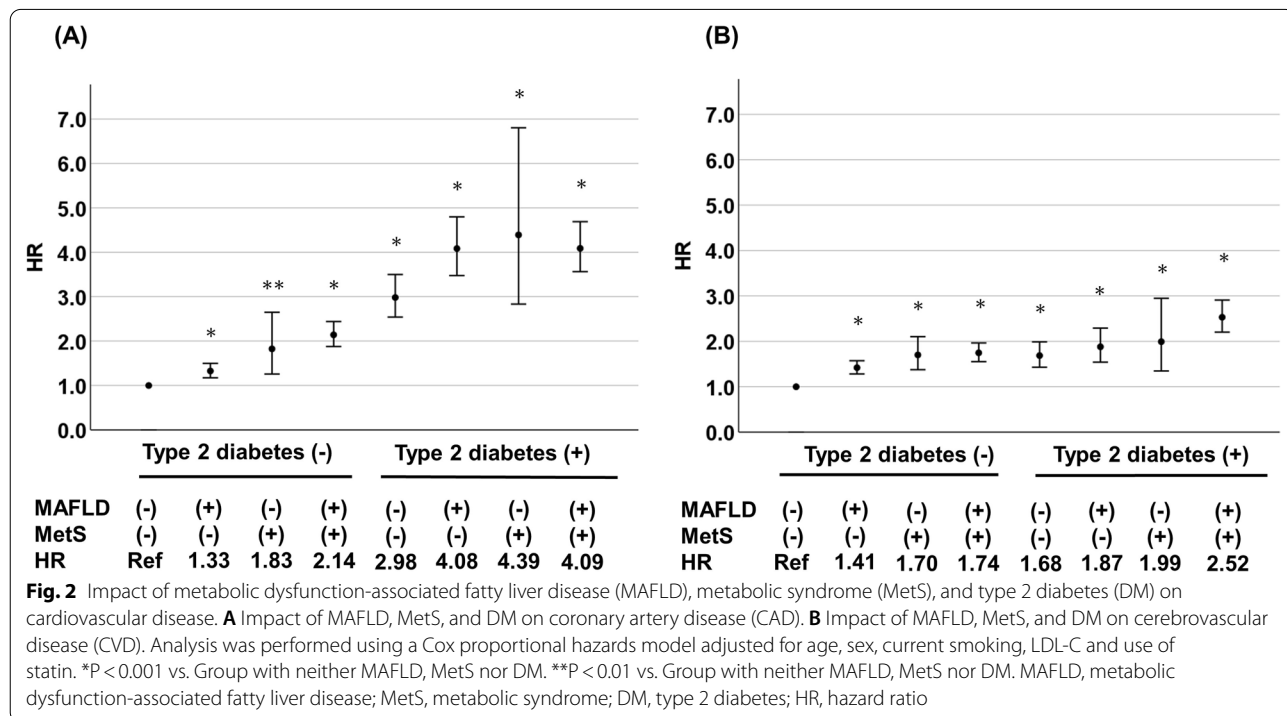 (A)
HR
7.0
6.0
5.0
4.0
3.0
2.0
1.0
0.0
* ** * * * * *
Type 2 diabetes (-) Type 2 diabetes (+)
MAFLD (-) (+) (-) (+) (-) (+) (-) (+)
MetS (-) (-) (+) (+) (-) (-) (+) (+)
HR Ref 1.33 1.83 2.14 2.98 4.08 4.39 4.09
(B)
HR
7.0
6.0
5.0
4.0
3.0
2.0
1.0
0.0
* * * * * * *
Type 2 diabetes (-) Type 2 diabetes (+)
MAFLD (-) (+) (-) (+) (-) (+) (-) (+)
MetS (-) (-) (+) (+) (-) (-) (+) (+)
HR Ref 1.41 1.70 1.74 1.68 1.87 1.99 2.52
Fig. 2 Impact of metabolic dysfunction-associated fatty liver disease (MAFLD), metabolic syndrome (MetS), and type 2 diabetes (DM) on
cardiovascular disease. A Impact of MAFLD, MetS, and DM on coronary artery disease (CAD). B Impact of MAFLD, MetS, and DM on cerebrovascular
disease (CVD). Analysis was performed using a Cox proportional hazards model adjusted for age, sex, current smoking, LDL-C and use of
statin. *P < 0.001 vs. Group with neither MAFLD, MetS nor DM. **P < 0.01 vs. Group with neither MAFLD, MetS nor DM. MAFLD, metabolic
dysfunction-associated fatty liver disease; MetS, metabolic syndrome; DM, type 2 diabetes; HR, hazard ratio